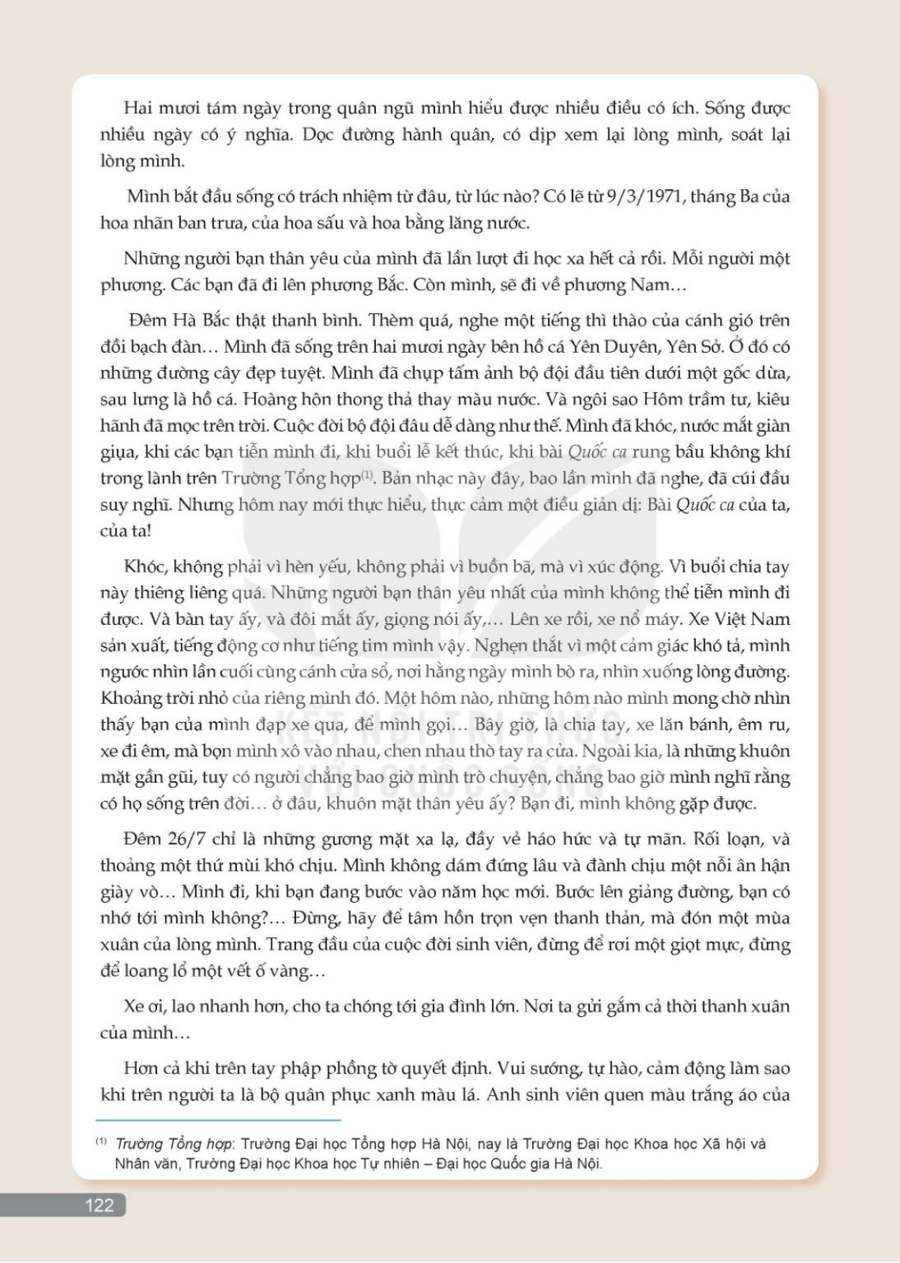 Hai mươi tám ngày trong quân ngũ mình hiểu được nhiều điều có ích. Sống được
nhiều ngày có ý nghĩa. Dọc đường hành quân, có dịp xem lại lòng mình, soát lại
lòng mình.
Mình bắt đầu sống có trách nhiệm từ đâu, từ lúc nào? Có lẽ từ 9/3/1971, tháng Ba của
hoa nhãn ban trưa, của hoa sấu và hoa bằng lăng nước.
Những người bạn thân yêu của mình đã lần lượt đi học xa hết cả rồi. Mỗi người một
phương. Các bạn đã đi lên phương Bắc. Còn mình, sẽ đi về phương Nam...
Đêm Hà Bắc thật thanh bình. Thèm quá, nghe một tiếng thì thào của cánh gió trên
đồi bạch đàn... Mình đã sống trên hai mươi ngày bên hồ cá Yên Duyên, Yên Sở. Ở đó có
những đường cây đẹp tuyệt. Mình đã chụp tấm ảnh bộ đội đầu tiên dưới một gốc dừa,
sau lưng là hồ cá. Hoàng hôn thong thả thay màu nước. Và ngôi sao Hôm trầm tư, kiêu
hãnh đã mọc trên trời. Cuộc đời bộ đội đâu dễ dàng như thế. Mình đã khóc, nước mắt giàn
giụa, khi các bạn tiễn mình đi, khi buổi lễ kết thúc, khi bài Quốc ca rung bầu không khí
trong lành trên Trường Tổng hợp(1). Bản nhạc này đây, bao lần mình đã nghe, đã cúi đầu
suy nghĩ. Nhưng hôm nay mới thực hiểu, thực cảm một điều giản dị: Bài Quốc ca của ta,
của ta!
Khóc, không phải vì hèn yếu, không phải vì buồn bã, mà vì xúc động. Vì buổi chia tay
này thiêng liêng quá. Những người bạn thân yêu nhất của mình không thể tiễn mình đi
được. Và bàn tay ấy, và đôi mắt ấy, giọng nói ấy,... Lên xe rồi, xe nổ máy. Xe Việt Nam
sản xuất, tiếng động cơ như tiếng tim mình vậy. Nghẹn thắt vì một cảm giác khó tả, mình
ngước nhìn lần cuối cùng cánh cửa sổ, nơi hằng ngày mình bò ra, nhìn xuống lòng đường.
Khoảng trời nhỏ của riêng mình đó. Một hôm nào, những hôm nào mình mong chờ nhìn
thấy bạn của mình đạp xe qua, để mình gọi... Bây giờ, là chia tay, xe lăn bánh, êm ru,
xe đi êm, mà bọn mình xô vào nhau, chen nhau thò tay ra cửa. Ngoài kia, là những khuôn
mặt gần gũi, tuy có người chẳng bao giờ mình trò chuyện, chẳng bao giờ mình nghĩ rằng
có họ sống trên đời... ở đâu, khuôn mặt thân yêu ấy? Bạn đi, mình không gặp được.
Đêm 26/7 chỉ là những gương mặt xa lạ, đầy vẻ háo hức và tự mãn. Rối loạn, và
thoảng một thứ mùi khó chịu. Mình không dám đứng lâu và đành chịu một nỗi ân hận
giày vò... Mình đi, khi bạn đang bước vào năm học mới. Bước lên giảng đường, bạn có
nhớ tới mình không?... Đừng, hãy để tâm hồn trọn vẹn thanh thản, mà đón một mùa
xuân của lòng mình. Trang đầu của cuộc đời sinh viên, đừng để rơi một giọt mực, đừng
để loang lổ một vết ố vàng...
Xe ơi, lao nhanh hơn, cho ta chóng tới gia đình lớn. Nơi ta gửi gắm cả thời thanh xuân
của mình...
Hơn cả khi trên tay phập phồng tờ quyết định. Vui sướng, tự hào, cảm động làm sao
khi trên người ta là bộ quân phục xanh màu lá. Anh sinh viên quen màu trắng áo của
(1) Trường Tổng hợp: Trường Đại học Tổng hợp Hà Nội, nay là Trường Đại học Khoa học Xã hội và
Nhân văn, Trường Đại học Khoa học Tự nhiên – Đại học Quốc gia Hà Nội.
122
KẾT NỐI TRI THỨC
VỚI CUỘC SỐNG